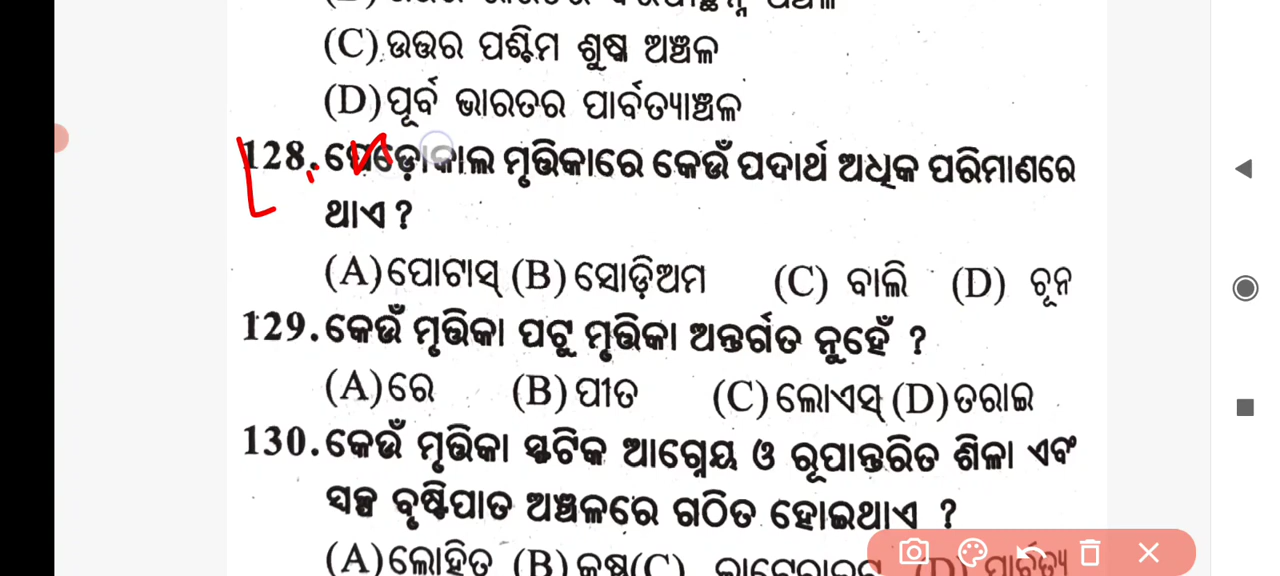 (C) ଉତ୍ତର ପଶ୍ଚିମ ଶୁଷ୍କ ଅଞ୍ଚଳ
(D) ପୂର୍ବ ଭାରତର ପାର୍ବତ୍ୟାଞ୍ଚଳ
128. ପେଡ଼ୋକାଲ ମୃତ୍ତିକାରେ କେଉଁ ପଦାର୍ଥ ଅଧିକ ପରିମାଣରେ
ଥାଏ ?
(A) ପୋଟାସ୍ (B) ସୋଡ଼ିଅମ (C) ବାଲି (D) ଚୂନ
129. କେଉଁ ମୃତ୍ତିକା ପଟୁ ମୃତ୍ତିକା ଅନ୍ତର୍ଗତ ନୁହେଁ ?
(A) ରେ (B) ପୀତ (C) ଲୋଏସ୍ (D) ତରାଇ
130. କେଉଁ ମୃତ୍ତିକା ସ୍ଫଟିକ ଆଗ୍ନେୟ ଓ ରୂପାନ୍ତରିତ ଶିଳା ଏବଂ
ସ୍ୱଳ୍ପ ବୃଷ୍ଟିପାତ ଅଞ୍ଚଳରେ ଗଠିତ ହୋଇଥାଏ ?
(A) ଲୋହିତ (B) କୃଷ୍ଣ (C) (D) ପାର୍ବତ୍ୟ